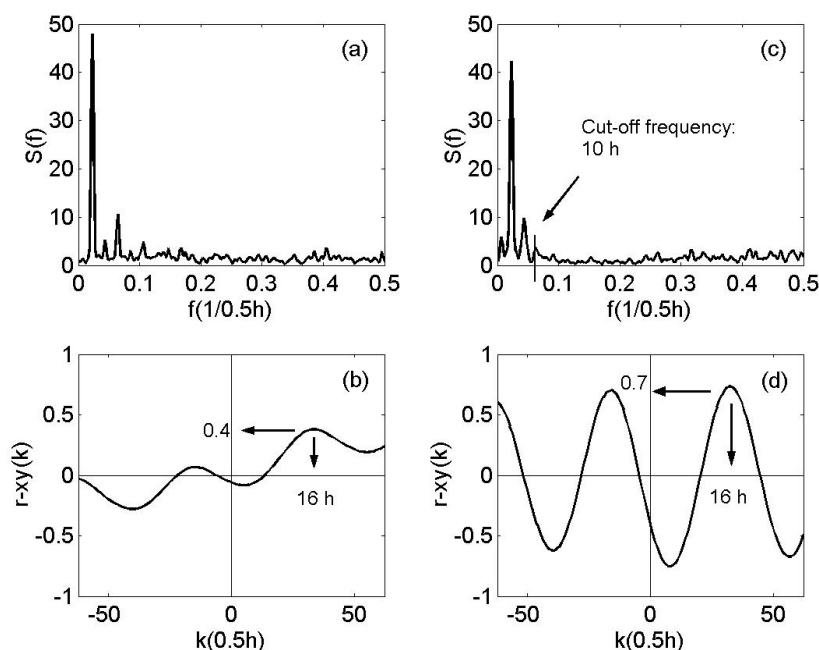 (a)
S(f)
50
40
30
20
10
0
0 0.1 0.2 0.3 0.4 0.5
f(1/0.5h)
(c)
S(f)
50
40
30
20
10
0
Cut-off frequency:
10 h
0 0.1 0.2 0.3 0.4 0.5
f(1/0.5h)
(b)
r-xy(k)
1
0.5
0
-0.5
-1
0.4
16 h
-50 0 50
k(0.5h)
(d)
r-xy(k)
1
0.5
0
-0.5
-1
0.7
16 h
-50 0 50
k(0.5h)